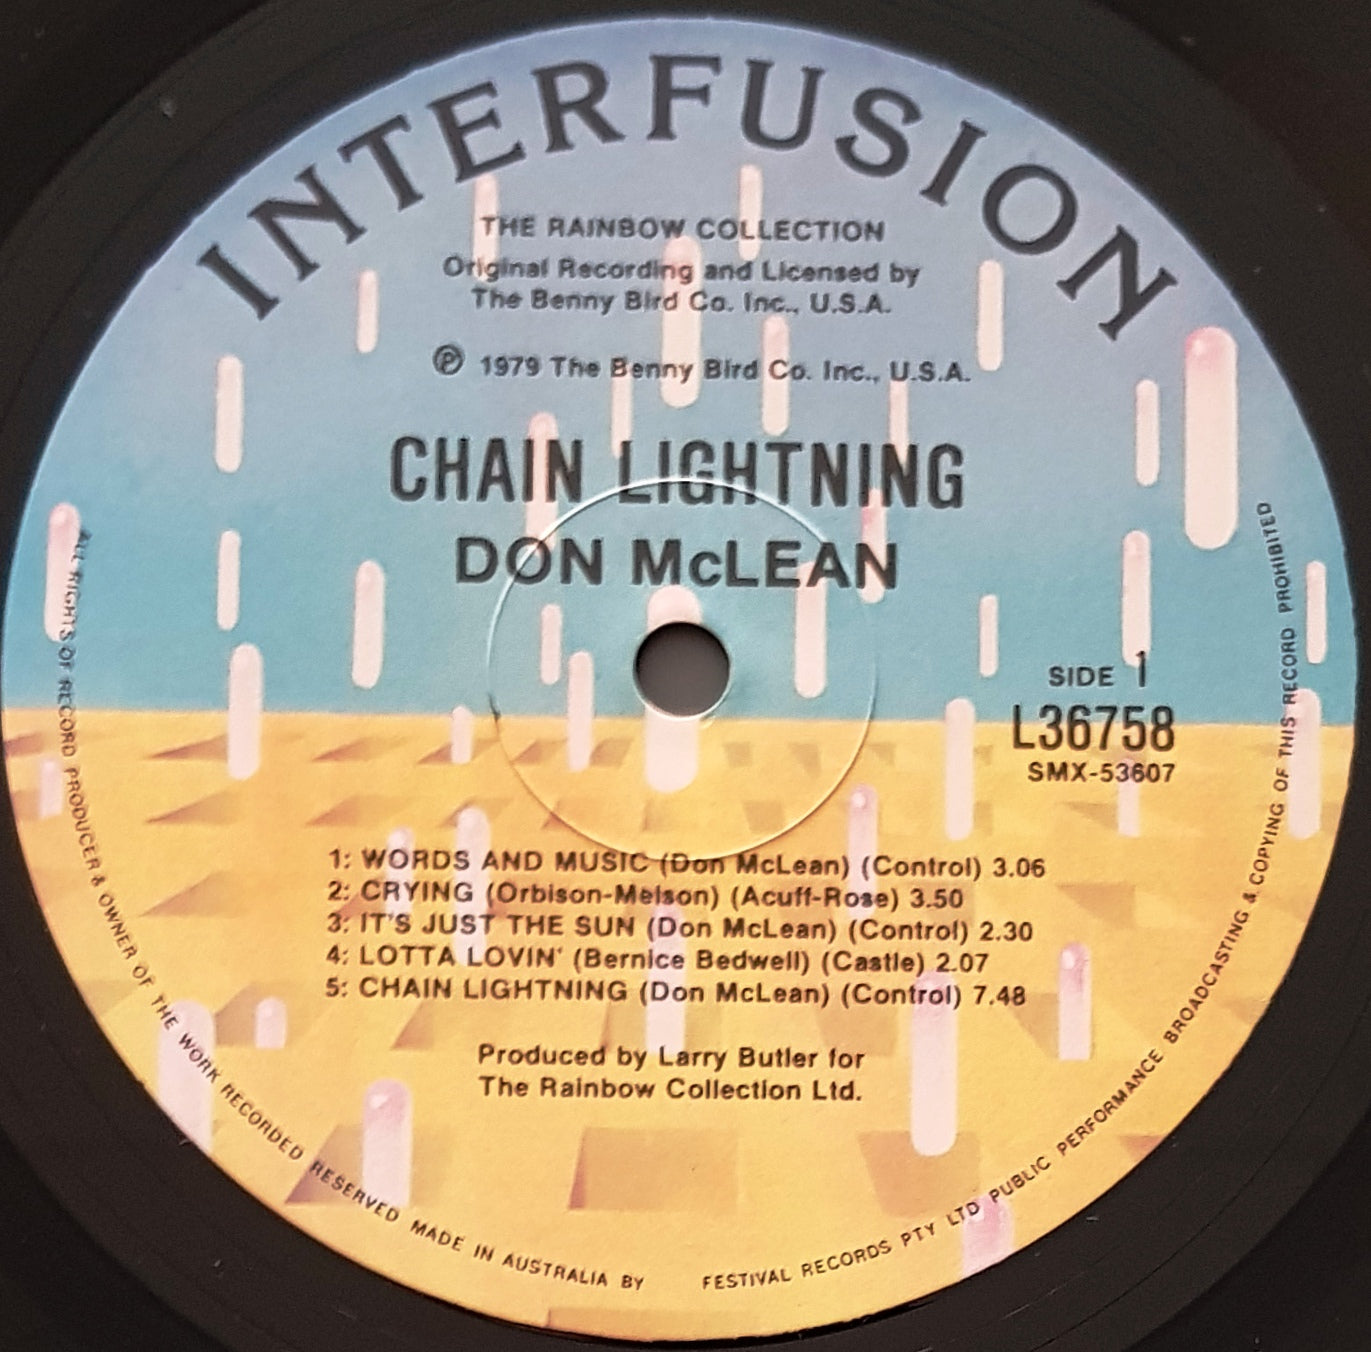 INTERFUSION
THE RAINBOW COLLECTION
Original Recording and Licensed by
The Benny Bird Co. Inc., U.S.A.
℗ 1979 The Benny Bird Co. Inc., U.S.A.
CHAIN LIGHTNING
DON McLEAN
SIDE 1
L36758
SMX-53607
1: WORDS AND MUSIC (Don McLean) (Control) 3.06
2: CRYING (Orbison-Melson) (Acuff-Rose) 3.50
3: IT'S JUST THE SUN (Don McLean) (Control) 2.30
4: LOTTA LOVIN' (Bernice Bedwell) (Castle) 2.07
5: CHAIN LIGHTNING (Don McLean) (Control) 7.48
Produced by Larry Butler for
The Rainbow Collection Ltd.
ALL RIGHTS OF RECORD PRODUCER & OWNER OF THE WORK RECORDED RESERVED MADE IN AUSTRALIA BY FESTIVAL RECORDS PTY LTD PUBLIC PERFORMANCE BROADCASTING & COPYING OF THIS RECORD PROHIBITED